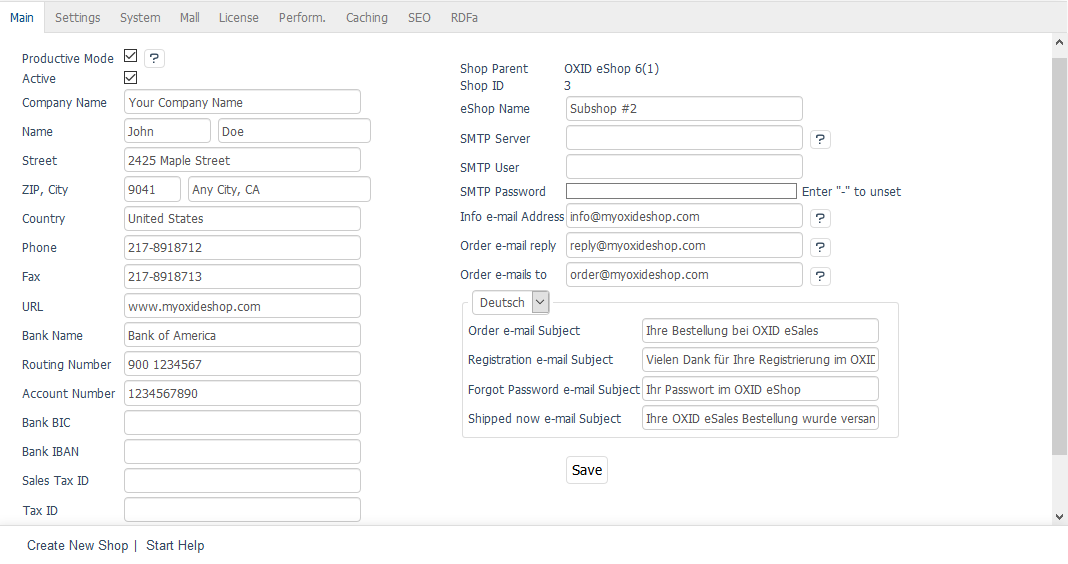 Main Settings System Mall License Perform. Caching SEO RDFa
Productive Mode ?
Active
Company Name Your Company Name
Name John Doe
Street 2425 Maple Street
ZIP, City 9041 Any City, CA
Country United States
Phone 217-8918712
Fax 217-8918713
URL www.myoxideshop.com
Bank Name Bank of America
Routing Number 900 1234567
Account Number 1234567890
Bank BIC
Bank IBAN
Sales Tax ID
Tax ID
Shop Parent OXID eShop 6(1)
Shop ID 3
eShop Name Subshop #2
SMTP Server ?
SMTP User
SMTP Password Enter "-" to unset
Info e-mail Address info@myoxideshop.com ?
Order e-mail reply reply@myoxideshop.com ?
Order e-mails to order@myoxideshop.com ?
Deutsch
Order e-mail Subject Ihre Bestellung bei OXID eSales
Registration e-mail Subject Vielen Dank für Ihre Registrierung im OXID
Forgot Password e-mail Subject Ihr Passwort im OXID eShop
Shipped now e-mail Subject Ihre OXID eSales Bestellung wurde versan
Save
Create New Shop | Start Help